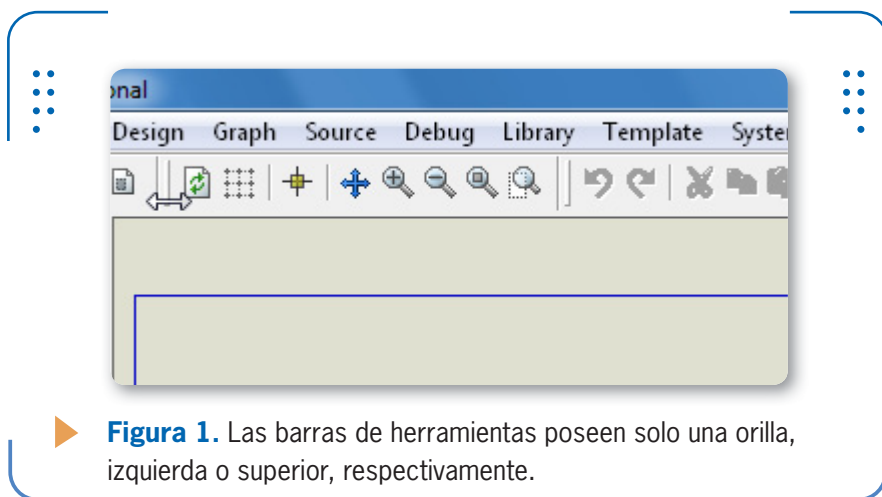 onal
Design Graph Source Debug Library Template Syste
Figura 1. Las barras de herramientas poseen solo una orilla,
izquierda o superior, respectivamente.